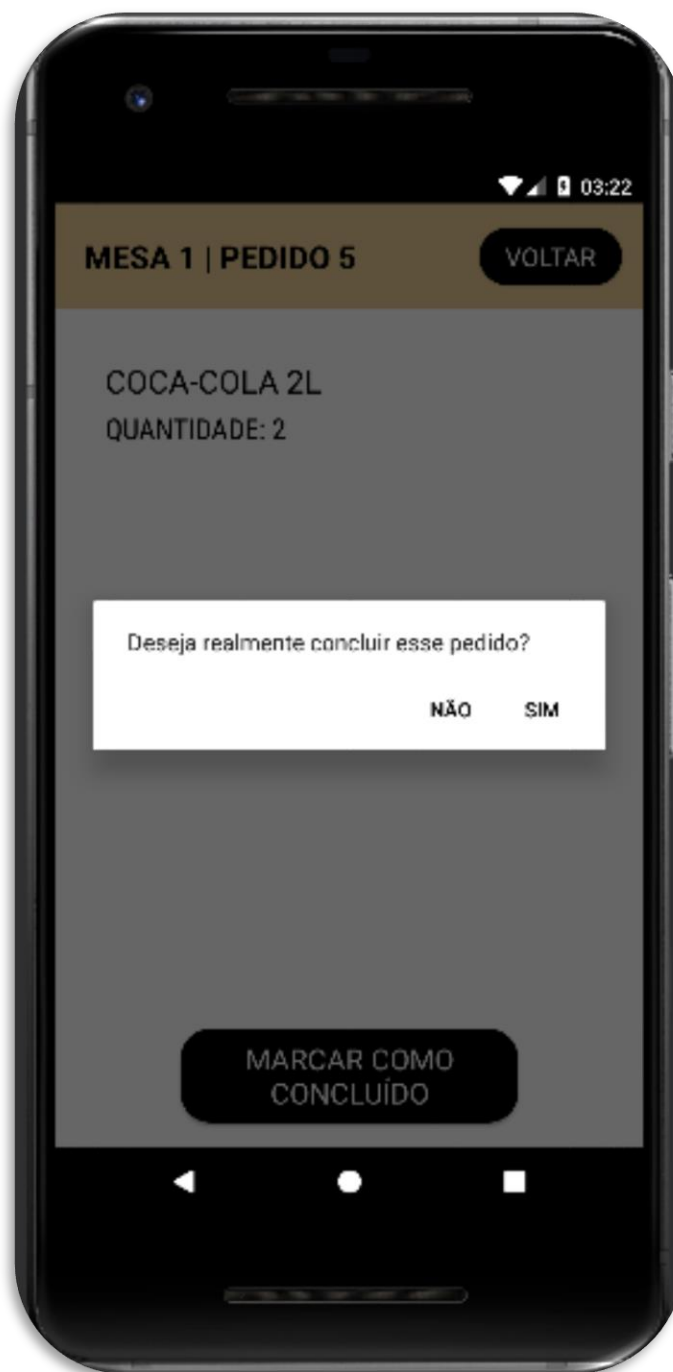 03:22
MESA 1 | PEDIDO 5
VOLTAR
COCA-COLA 2L
QUANTIDADE: 2
Deseja realmente concluir esse pedido?
NÃO SIM
MARCAR COMO
CONCLUÍDO